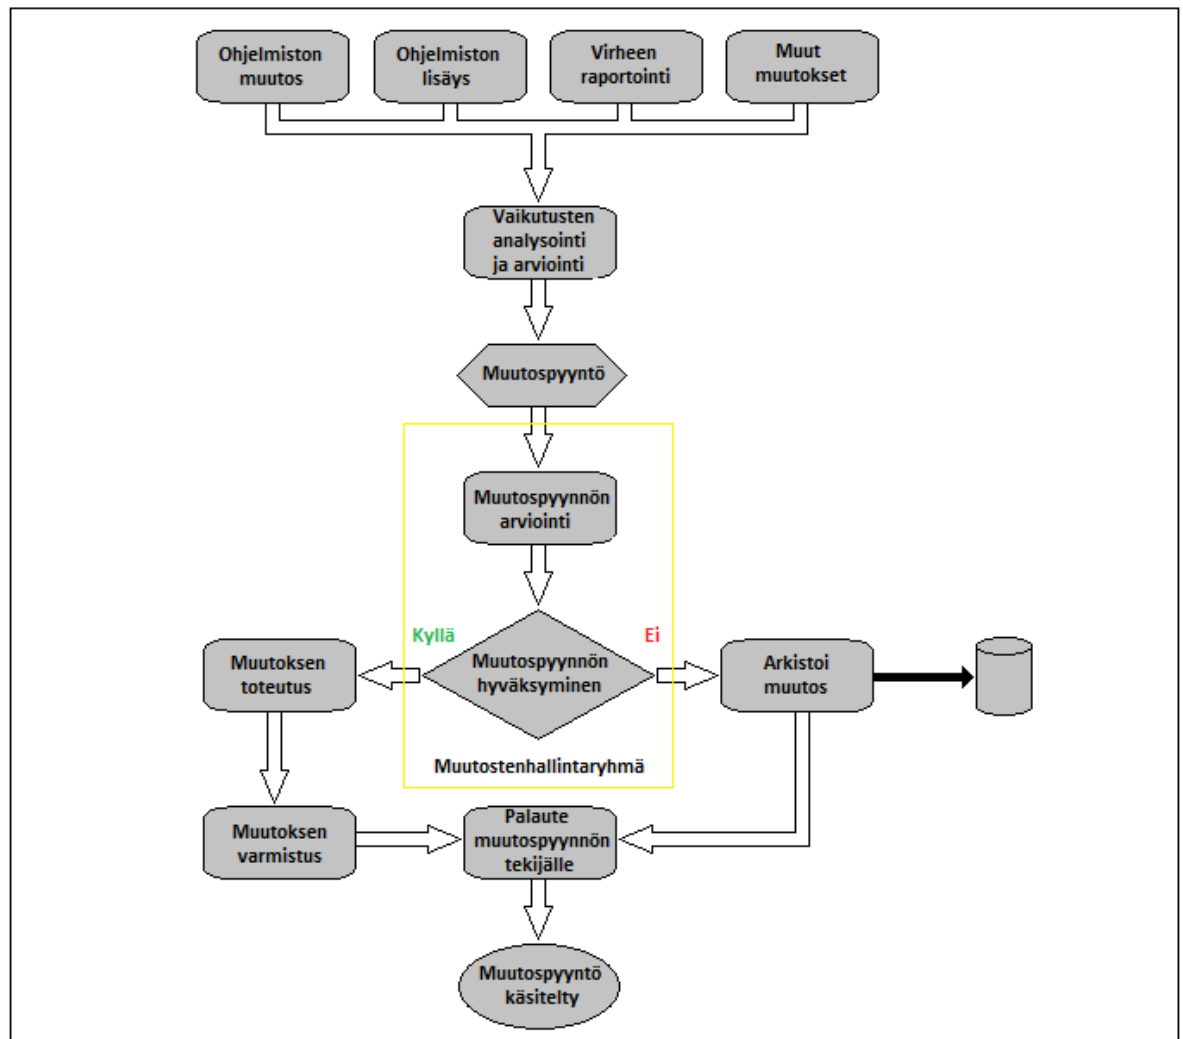 Ohjelmiston
muutos
Ohjelmiston
lisäys
Virheen
raportointi
Muut
muutokset
Vaikutusten
analysointi
ja arviointi
Muutospyyntö
Muutospyynnön
arviointi
Kyllä
Ei
Muutospyynnön
hyväksyminen
Muutoksen
toteutus
Arkistoi
muutos
Muutostenhallintaryhmä
Muutoksen
varmistus
Palaute
muutospyynnön
tekijälle
Muutospyyntö
käsitelty